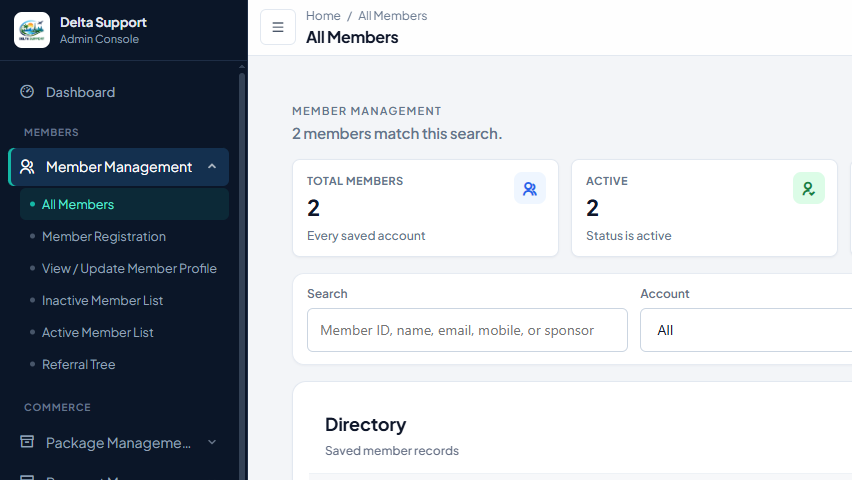 Delta Support
Admin Console
Dashboard
MEMBERS
Member Management
All Members
Member Registration
View / Update Member Profile
Inactive Member List
Active Member List
Referral Tree
COMMERCE
Package Manageme...
Home / All Members
All Members
MEMBER MANAGEMENT
2 members match this search.
TOTAL MEMBERS
2
Every saved account
ACTIVE
2
Status is active
Search
Member ID, name, email, mobile, or sponsor
Account
All
Directory
Saved member records